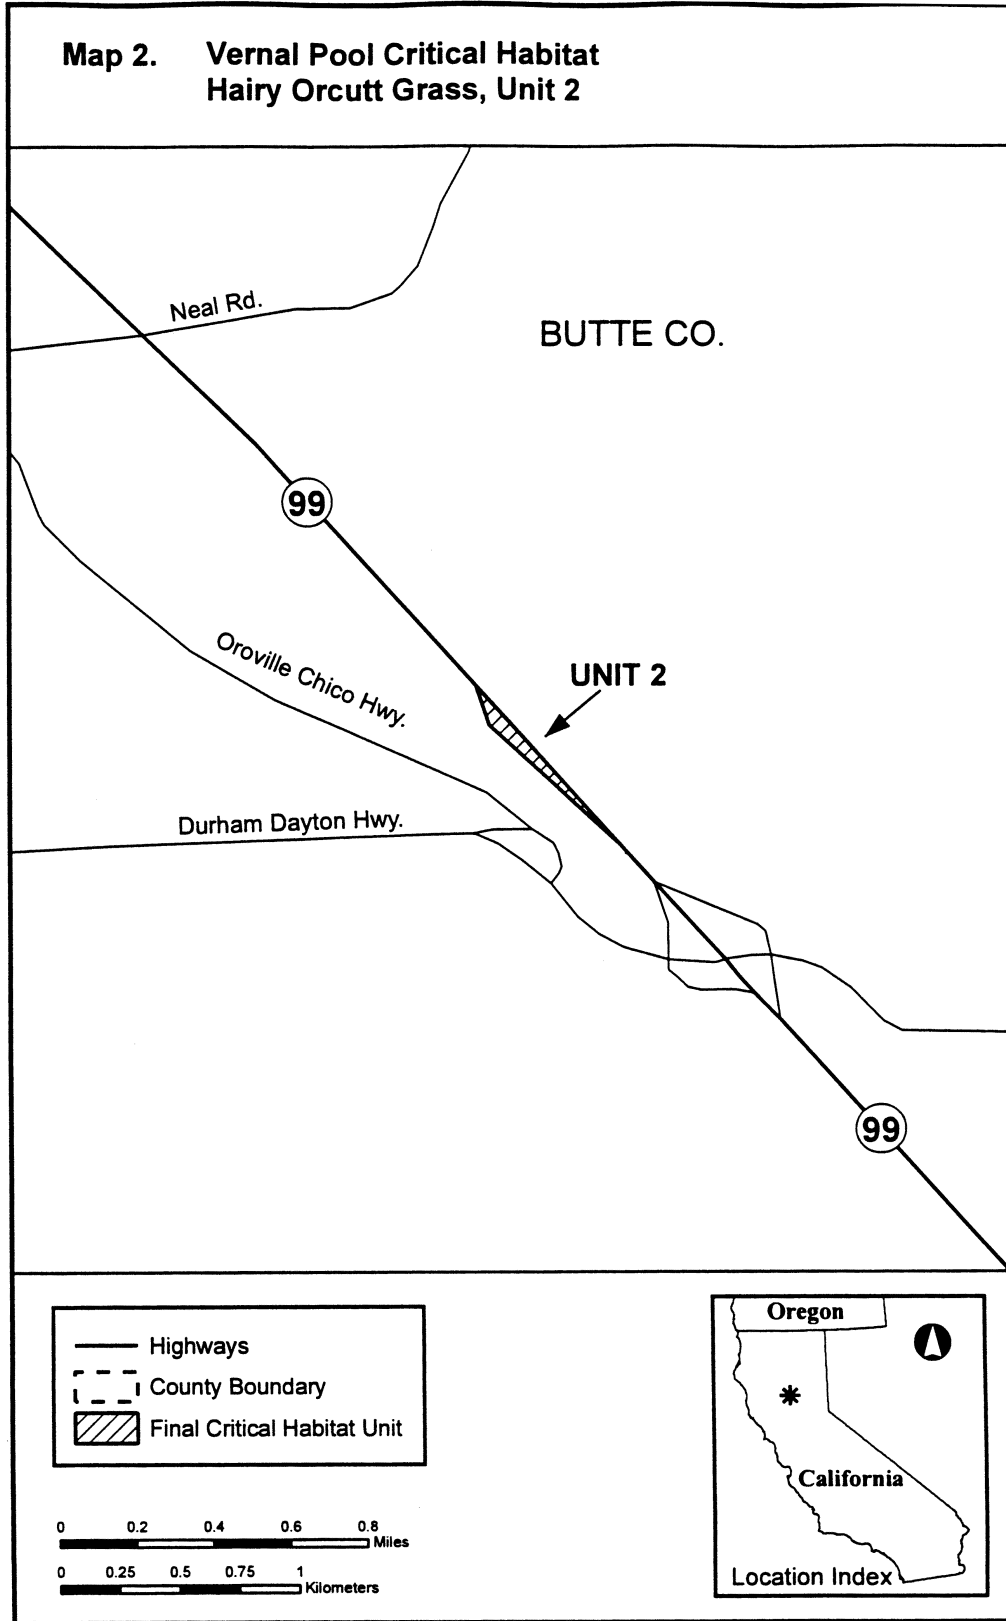 Map 2. Vernal Pool Critical Habitat
Hairy Orcutt Grass, Unit 2
Neal Rd.
BUTTE CO.
99
Oroville Chico Hwy.
UNIT 2
Durham Dayton Hwy.
99
Highways
County Boundary
Final Critical Habitat Unit
0 0.2 0.4 0.6 0.8
Miles
0 0.25 0.5 0.75 1
Kilometers
Oregon
California
Location Index